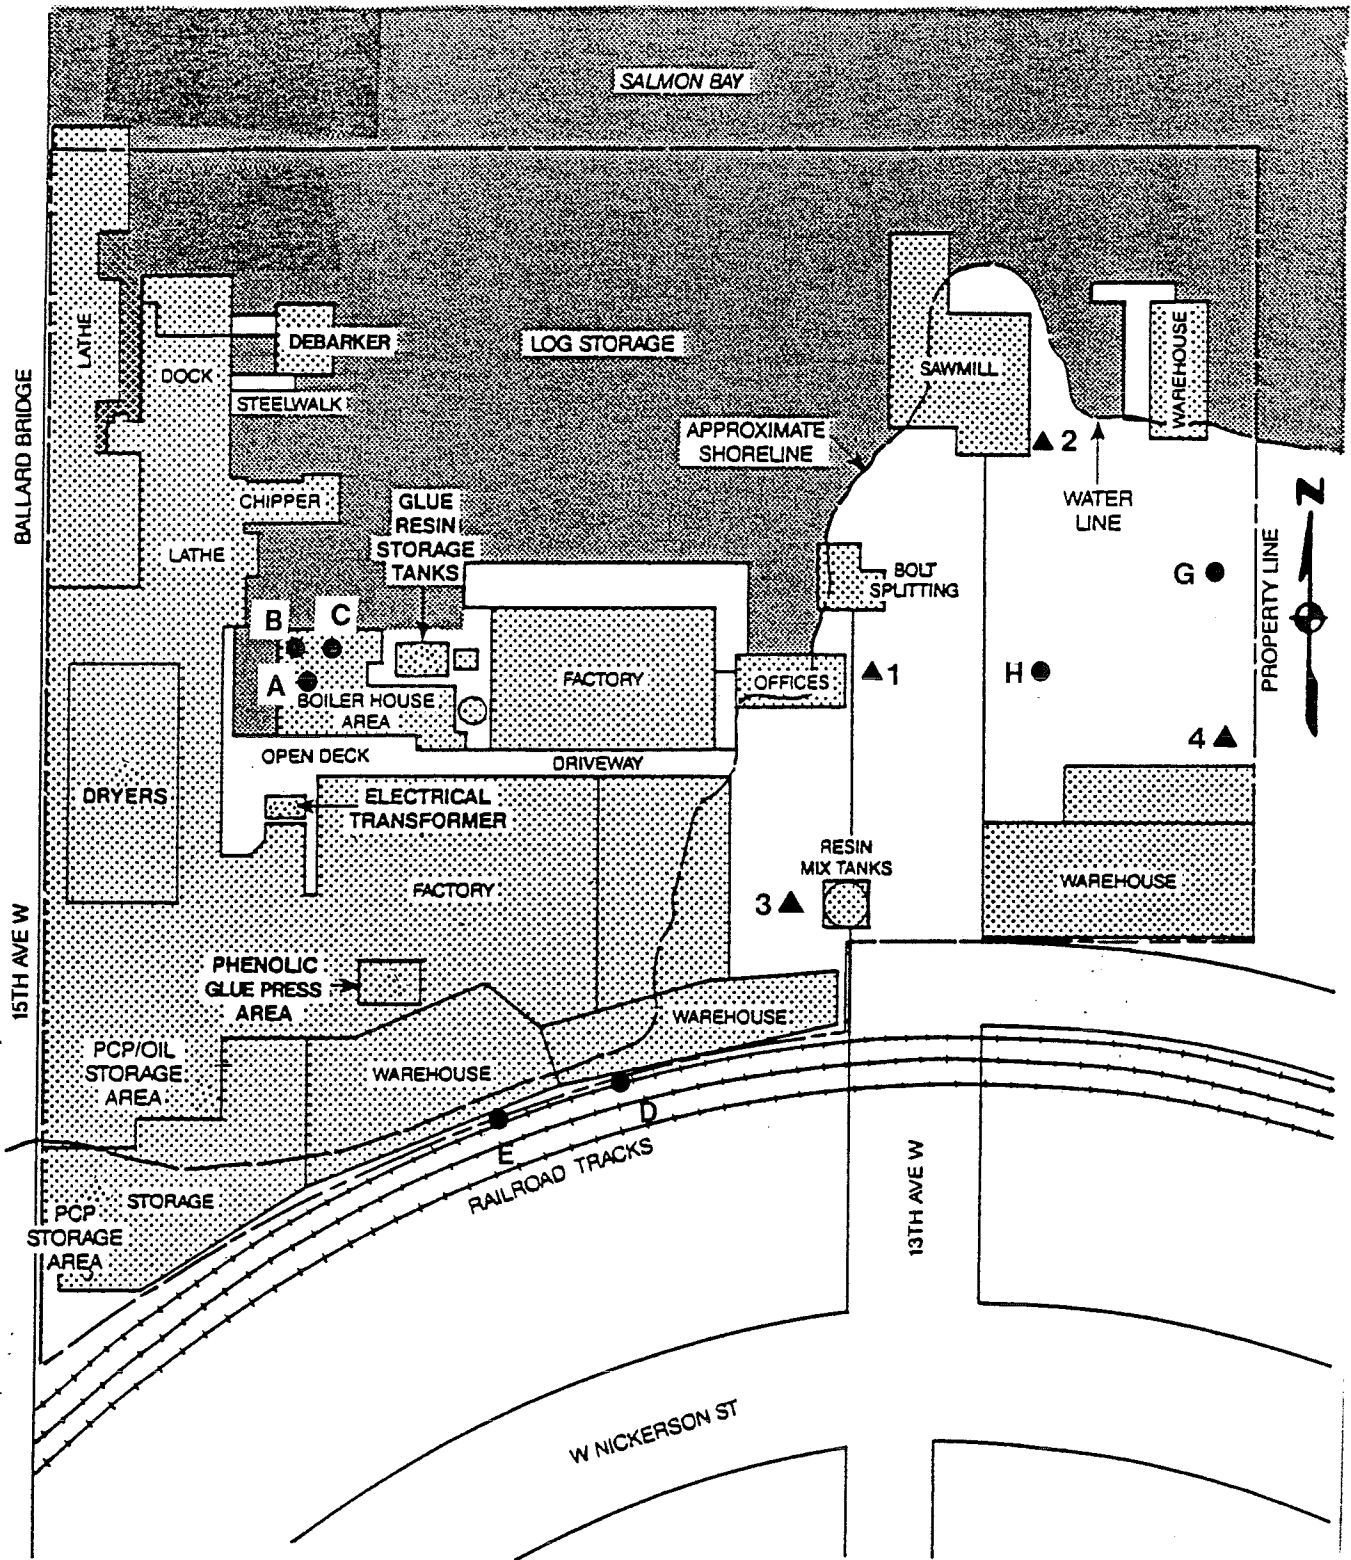 SALMON BAY
LATHE
DOCK
DEBARKER
STEELWALK
LOG STORAGE
SAWMILL
WAREHOUSE
BALLARD BRIDGE
APPROXIMATE
SHORELINE
2
WATER
LINE
N
CHIPPER
GLUE
RESIN
STORAGE
TANKS
LATHE
BOLT
SPLITTING
G
PROPERTY LINE
B
C
A
BOILER HOUSE
AREA
FACTORY
OFFICES
1
H
4
OPEN DECK
DRIVEWAY
DRYERS
ELECTRICAL
TRANSFORMER
RESIN
MIX TANKS
FACTORY
3
WAREHOUSE
15TH AVE W
PHENOLIC
GLUE PRESS
AREA
WAREHOUSE
PCP/OIL
STORAGE
AREA
WAREHOUSE
D
E
RAILROAD TRACKS
13TH AVE W
STORAGE
PCP
STORAGE
AREA
W NICKERSON ST